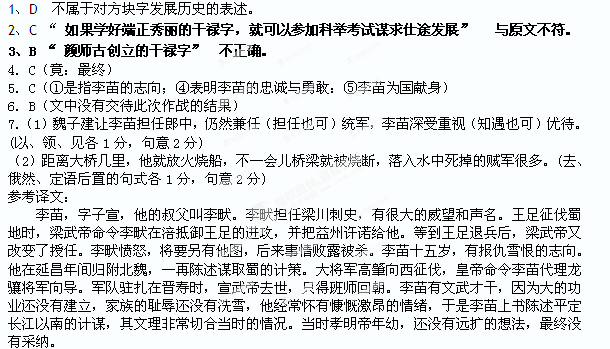 1、D 不属于对方块字发展历史的表述。
2、C “如果学好端正秀丽的干禄字，就可以参加科举考试谋求仕途发展” 与原文不符。
3、B “颜师古创立的干禄字” 不正确。
4．C（竟：最终）
5．C（①是指李苗的志向；④表明李苗的忠诚与勇敢；⑤李苗为国献身）
6．B（文中没有交待此次作战的结果）
7．（1）魏子建让李苗担任郎中，仍然兼任（担任也可）统军，李苗深受重视（知遇也可）优待。
（以、领、见各1分，句意2分）
（2）距离大桥几里，他就放火烧船，不一会儿桥梁就被烧断，落入水中死掉的贼军很多。（去、
俄然、定语后置的句式各1分，句意2分）
参考译文：
李苗，字子宣，他的叔父叫李畎。李畎担任梁川刺史，有很大的威望和声名。王足征伐蜀
地时，梁武帝命令李畎在涪抵御王足的进攻，并把益州许诺给他。等到王足退兵后，梁武帝又
改变了授任。李畎愤怒，将要另有他图，后来事情败露被杀。李苗十五岁，有报仇雪恨的志向。
他在延昌年间归附北魏，一再陈述谋取蜀的计策。大将军高肇向西征伐，皇帝命令李苗代理龙
骧将军向导。军队驻扎在晋寿时，宣武帝去世，只得班师回朝。李苗有文武才干，因为大的功
业还没有建立，家族的耻辱还没有洗雪，他经常怀有慷慨激昂的情绪，于是李苗上书陈述平定
长江以南的计谋，其文理非常切合当时的情况。当时孝明帝年幼，还没有远扩的想法，最终没
有采纳。